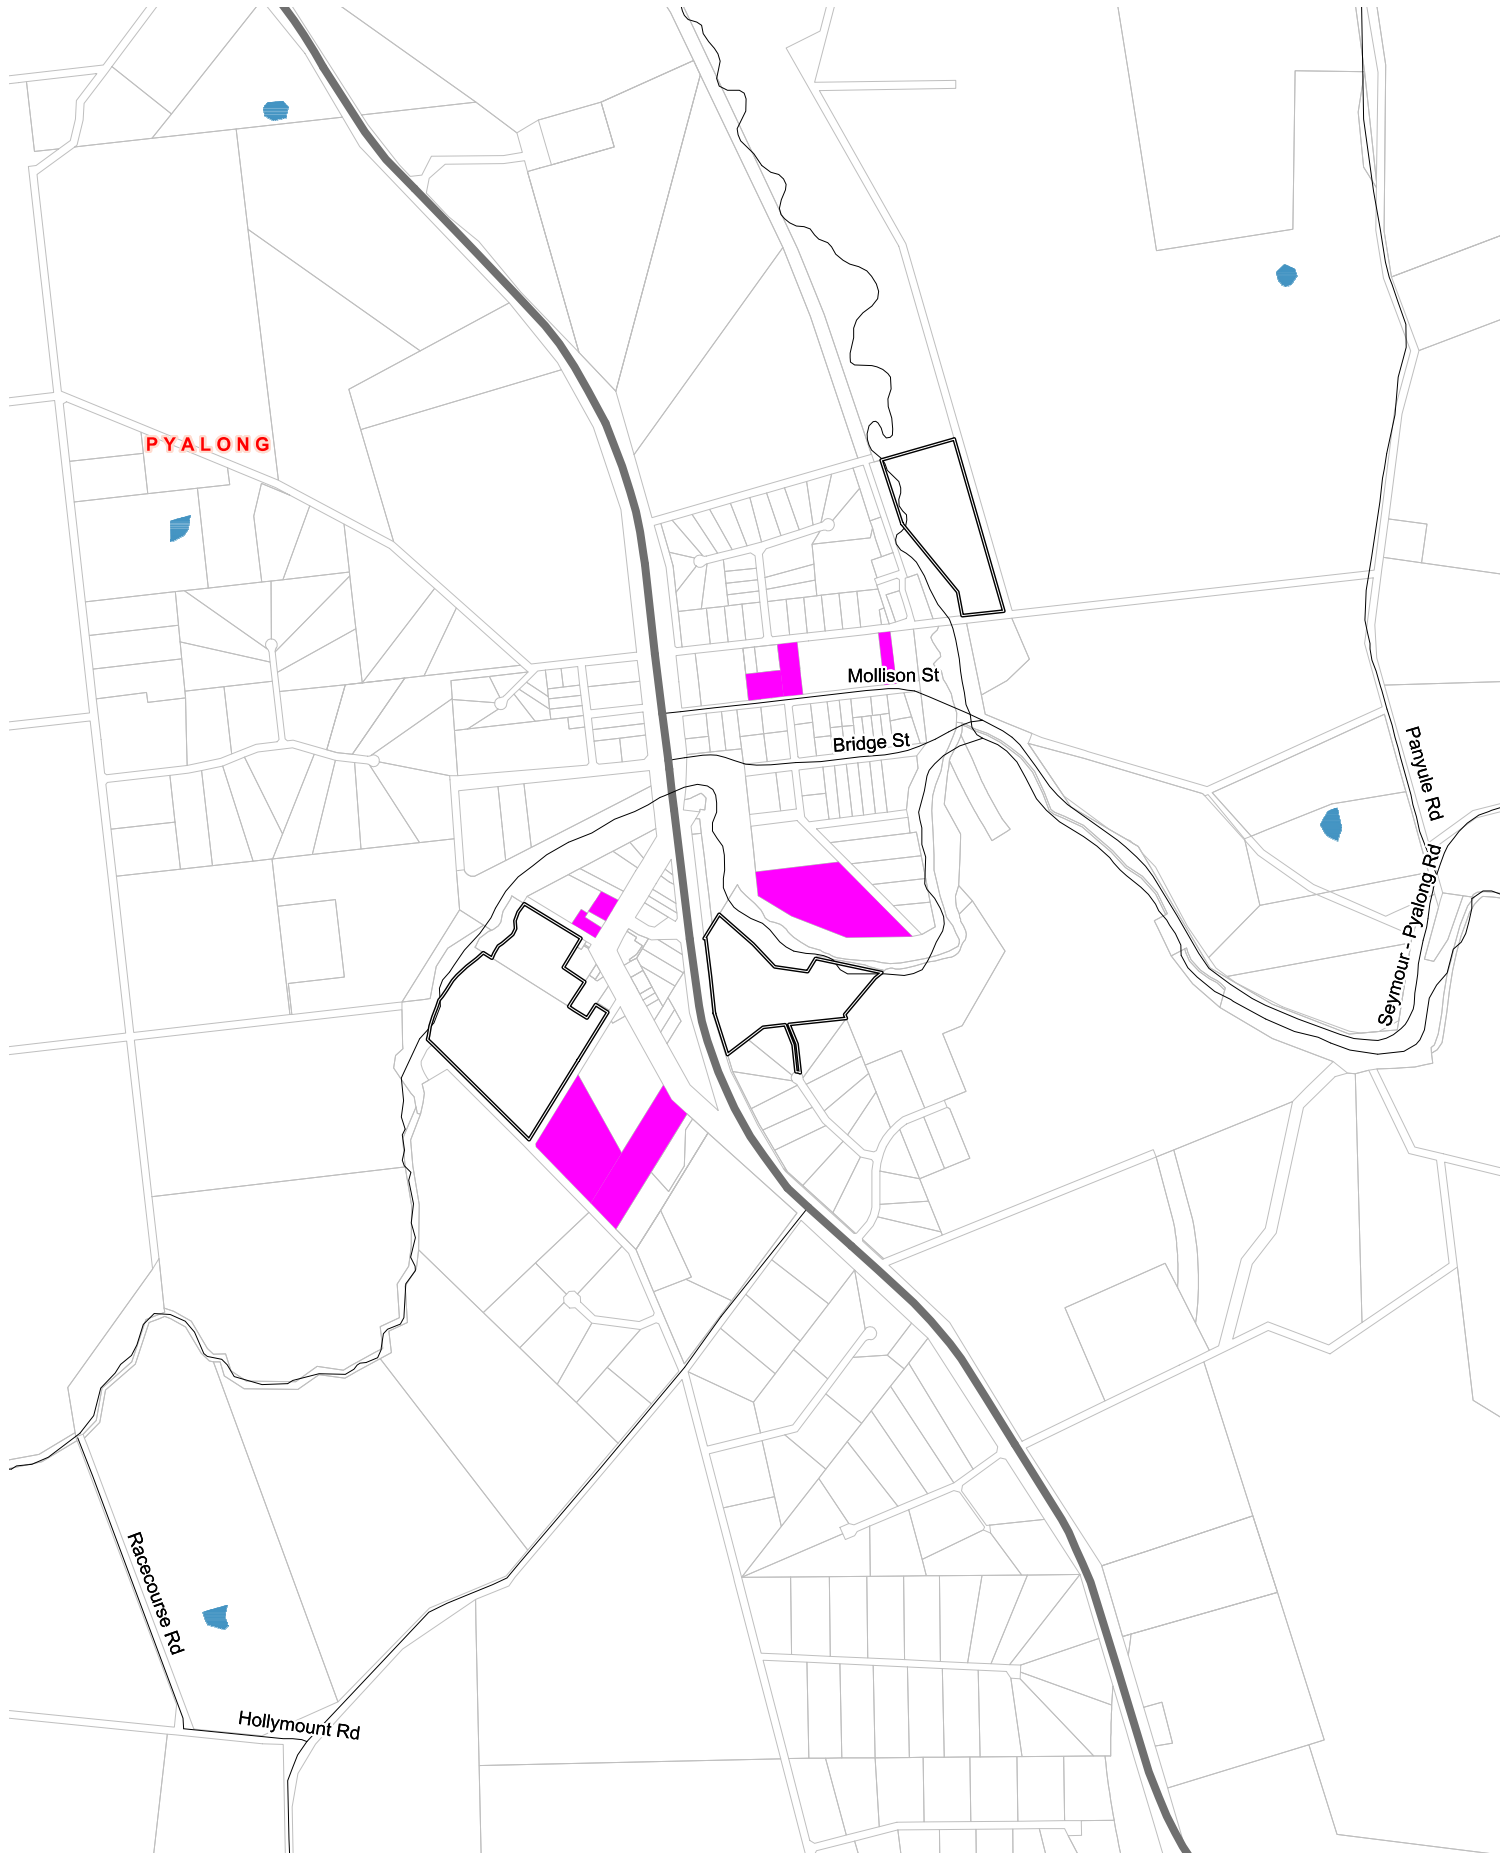 PYALONG
Mollison St
Bridge St
Panyule Rd
Seymour - Pyalong Rd
Racecourse Rd
Hollymount Rd